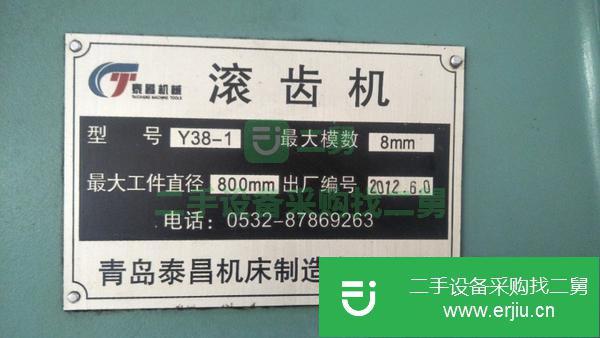 泰昌机械
TAICHANG MACHINE TOOLS
滚齿机
型 号 Y38-1 最大模数 8mm
二舅
最大工件直径 800mm 出厂编号 2012.6.0
二手设备采购找二舅
电话: 0532-87869263
青岛泰昌机床制造
二手设备采购找二舅
www.erjiu.cn